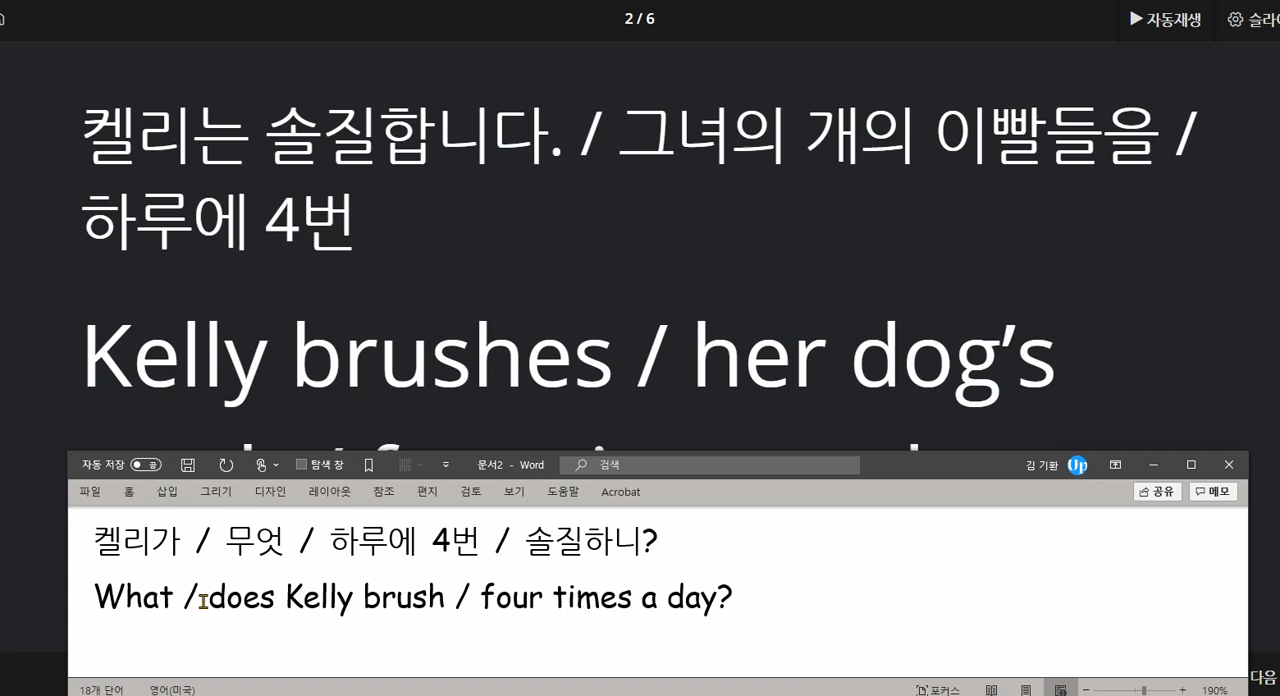 2 / 6
▶ 자동재생
켈리는 솔질합니다. / 그녀의 개의 이빨들을 /
하루에 4번
Kelly brushes / her dog’s
자동 저장 끔 탐색 창 문서2 - Word 검색 김 기환 Up
파일 홈 삽입 그리기 디자인 레이아웃 참조 편지 검토 보기 도움말 Acrobat 공유 메모
켈리가 / 무엇 / 하루에 4번 / 솔질하니?
What / does Kelly brush / four times a day?
다음
18개 단어 영어(미국) 포커스 190%